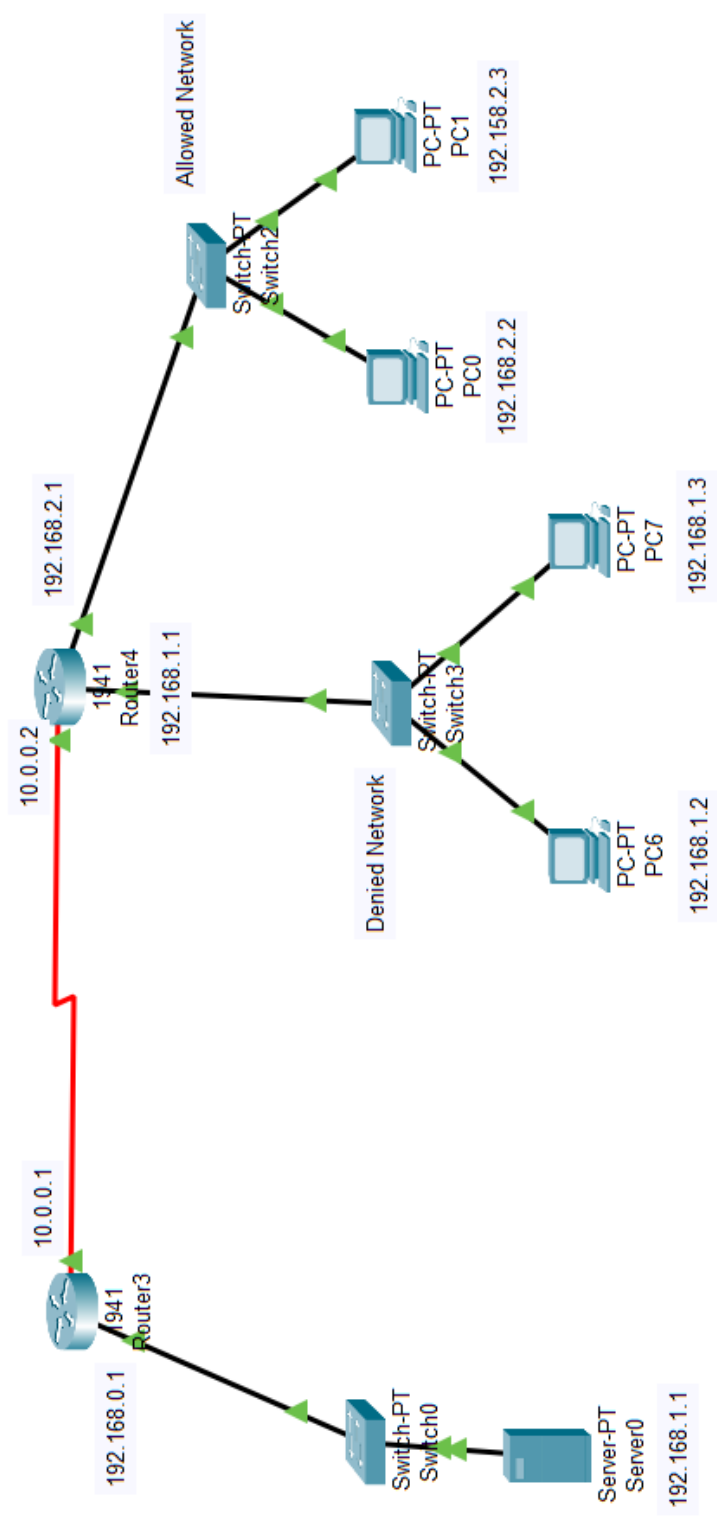 10.0.0.1
1941
Router3
192.168.0.1
Switch-PT
Switch0
Server-PT
Server0
192.168.1.1
10.0.0.2
1941
Router4
192.168.2.1
192.168.1.1
Denied Network
Switch-PT
Switch3
PC-PT
PC6
192.168.1.2
PC-PT
PC7
192.168.1.3
Allowed Network
Switch-PT
Switch2
PC-PT
PC0
192.168.2.2
PC-PT
PC1
192.158.2.3